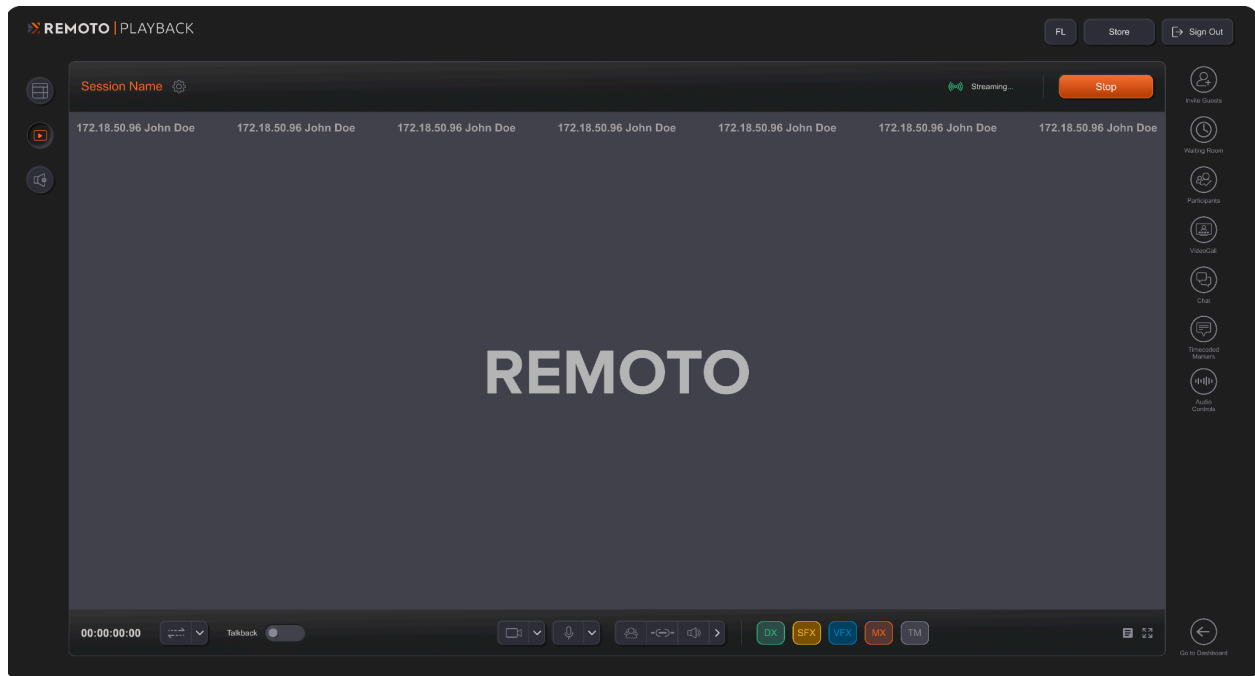 REMOTO | PLAYBACK
FL
Store
Sign Out
Session Name
Streaming...
Stop
172.18.50.96 John Doe 172.18.50.96 John Doe 172.18.50.96 John Doe 172.18.50.96 John Doe 172.18.50.96 John Doe 172.18.50.96 John Doe 172.18.50.96 John Doe
REMOTO
Invite Guests
Waiting Room
Participants
VideoCall
Chat
Timecoded
Markers
Audio
Controls
00:00:00:00
Talkback
DX
SFX
VFX
MX
TM
Go to Dashboard